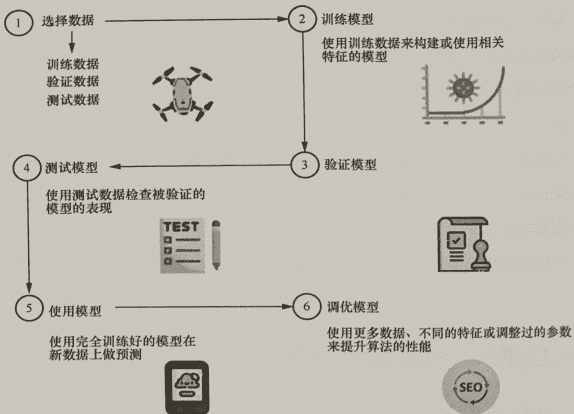 1 选择数据
训练数据
验证数据
测试数据
2 训练模型
使用训练数据来构建或使用相关
特征的模型
3 验证模型
4 测试模型
使用测试数据检查被验证的
模型的表现
TEST
5 使用模型
使用完全训练好的模型在
新数据上做预测
6 调优模型
使用更多数据、不同的特征或调整过的参数
来提升算法的性能
SEO